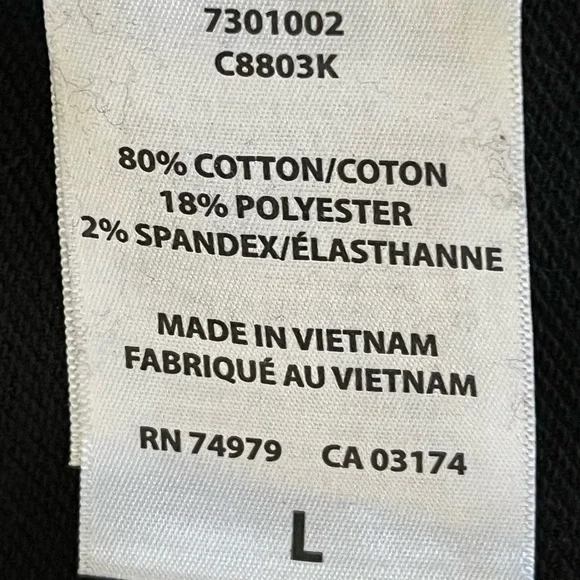 7301002
C8803K
80% COTTON/COTON
18% POLYESTER
2% SPANDEX/ÉLASTHANNE
MADE IN VIETNAM
FABRIQUÉ AU VIETNAM
RN 74979 CA 03174
L